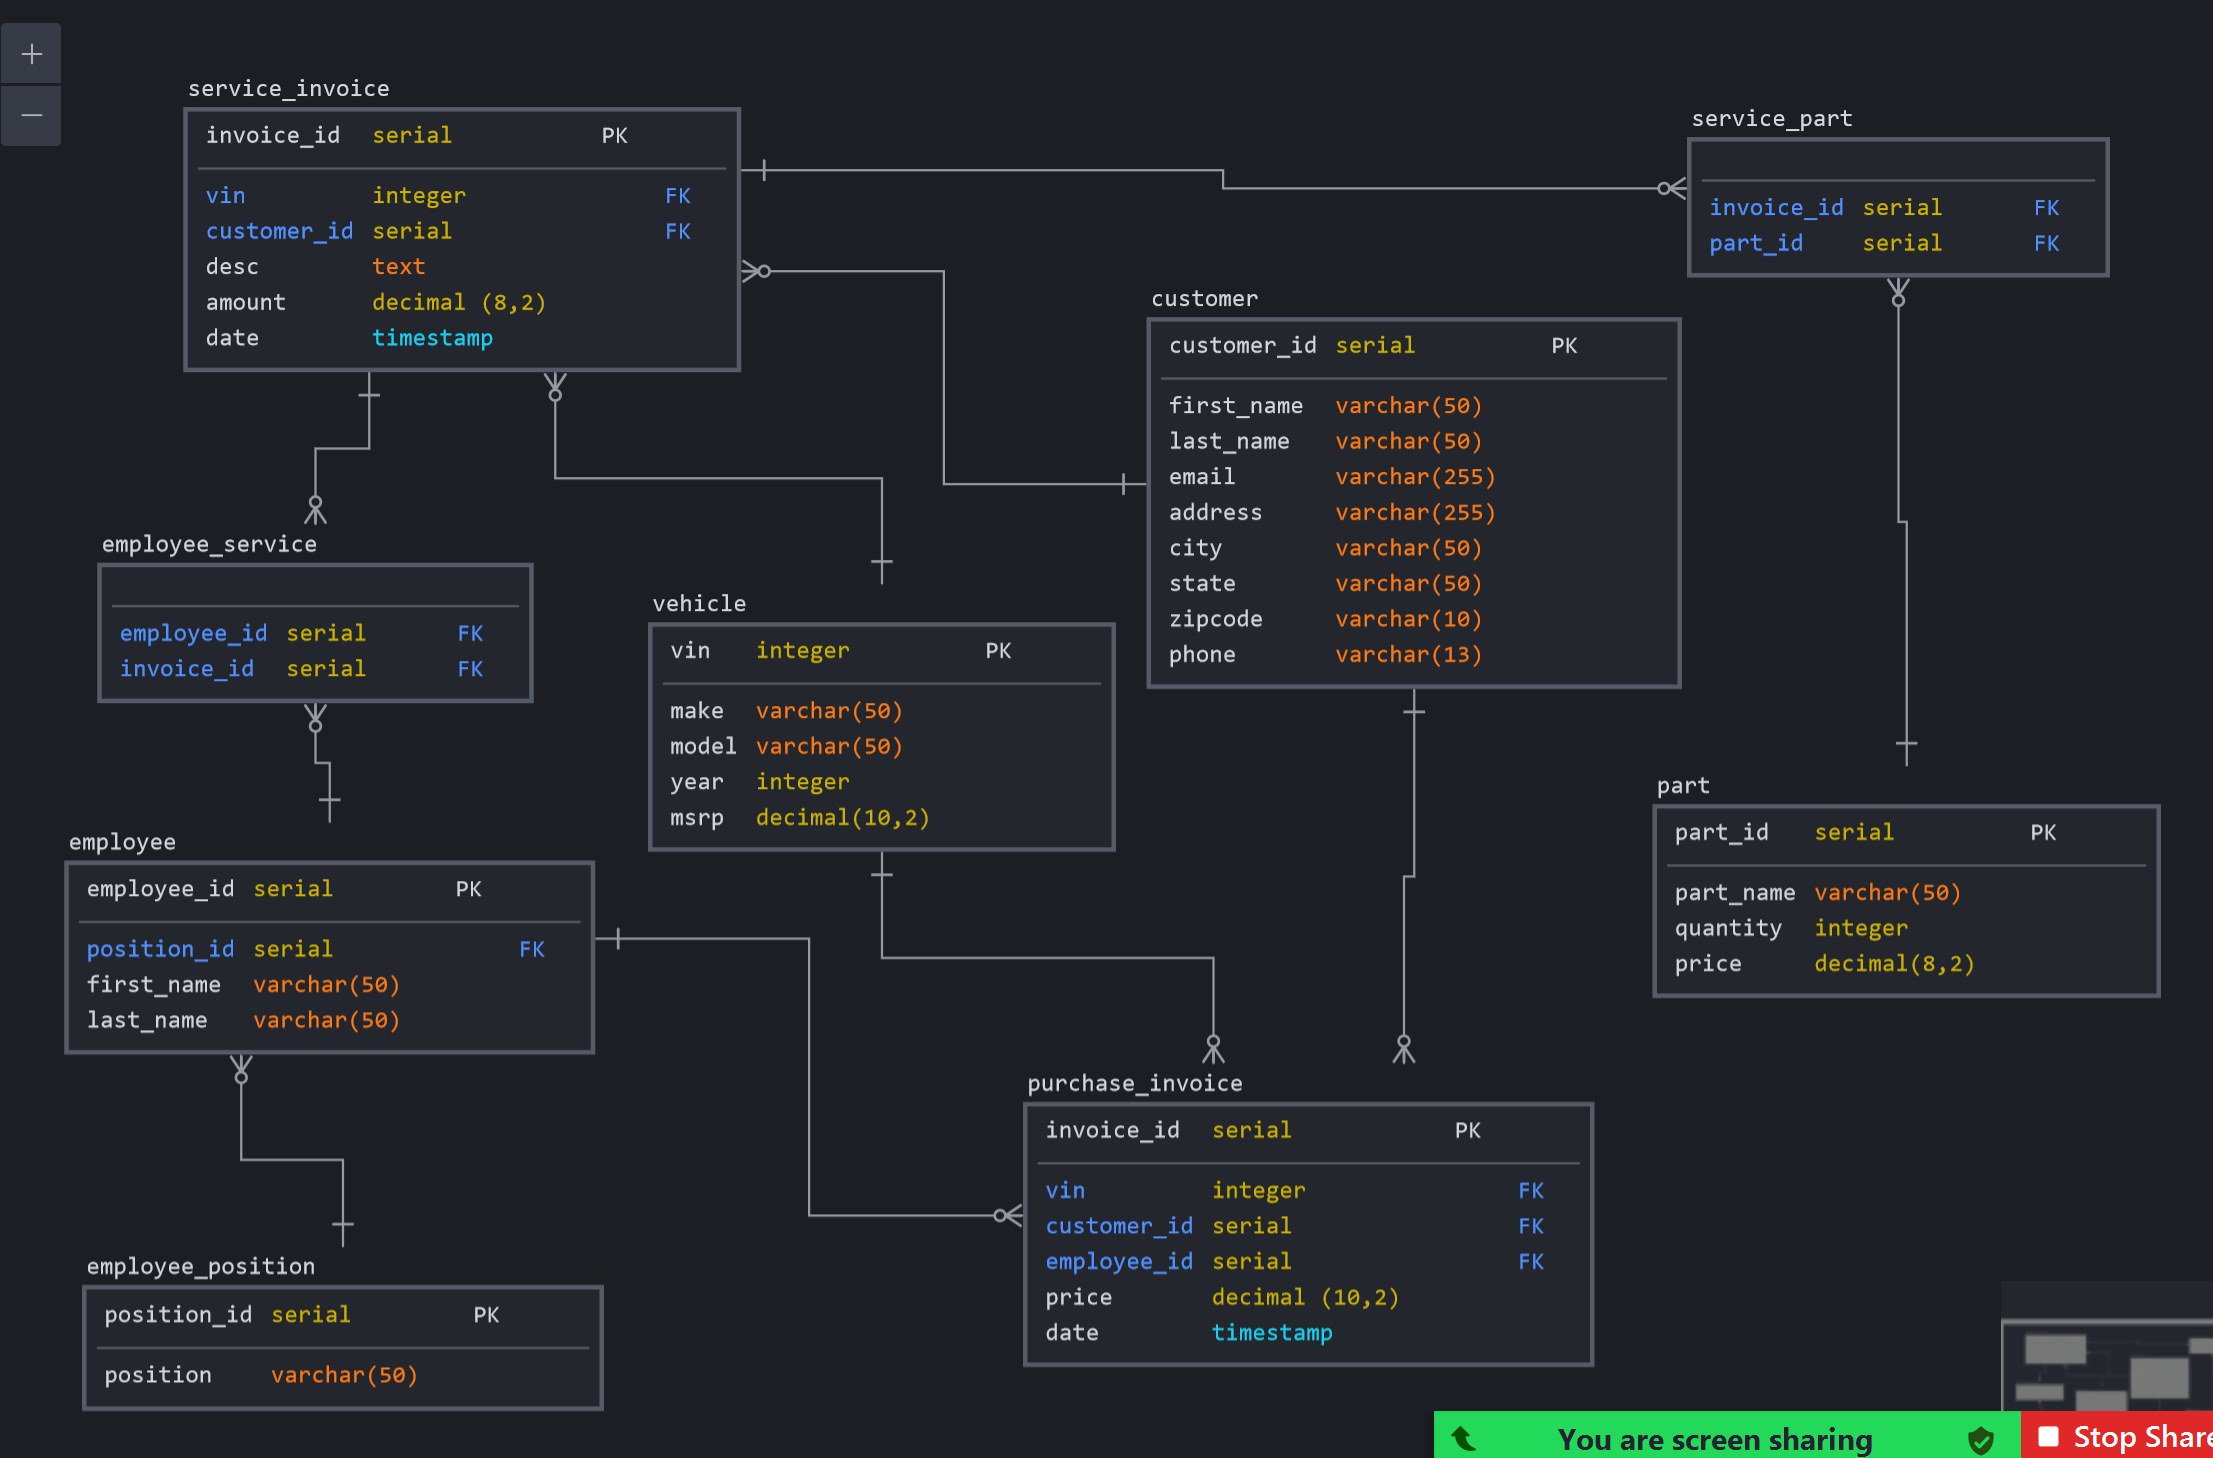 service_invoice
invoice_id serial PK
vin integer FK
customer_id serial FK
desc text
amount decimal (8,2)
date timestamp
service_part
invoice_id serial FK
part_id serial FK
customer
customer_id serial PK
first_name varchar(50)
last_name varchar(50)
email varchar(255)
address varchar(255)
city varchar(50)
state varchar(50)
zipcode varchar(10)
phone varchar(13)
employee_service
employee_id serial FK
invoice_id serial FK
vehicle
vin integer PK
make varchar(50)
model varchar(50)
year integer
msrp decimal(10,2)
part
part_id serial PK
part_name varchar(50)
quantity integer
price decimal(8,2)
employee
employee_id serial PK
position_id serial FK
first_name varchar(50)
last_name varchar(50)
purchase_invoice
invoice_id serial PK
vin integer FK
customer_id serial FK
employee_id serial FK
price decimal (10,2)
date timestamp
employee_position
position_id serial PK
position varchar(50)
You are screen sharing
Stop Share